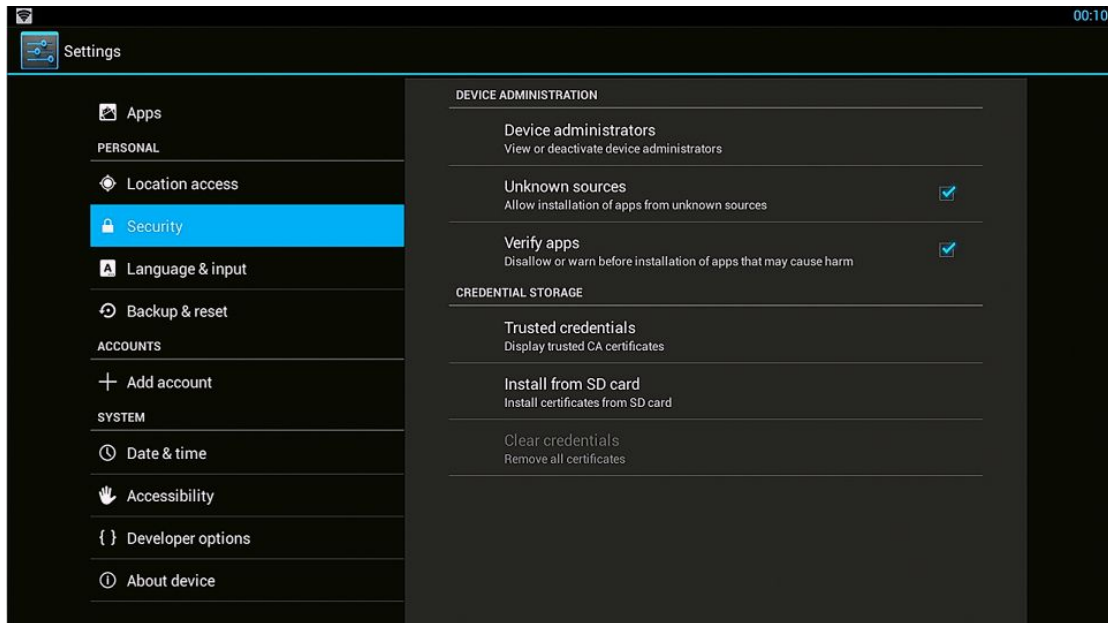 00:10
Settings
Apps
PERSONAL
Location access
Security
Language & input
Backup & reset
ACCOUNTS
Add account
SYSTEM
Date & time
Accessibility
{ } Developer options
About device
DEVICE ADMINISTRATION
Device administrators
View or deactivate device administrators
Unknown sources
Allow installation of apps from unknown sources
Verify apps
Disallow or warn before installation of apps that may cause harm
CREDENTIAL STORAGE
Trusted credentials
Display trusted CA certificates
Install from SD card
Install certificates from SD card
Clear credentials
Remove all certificates